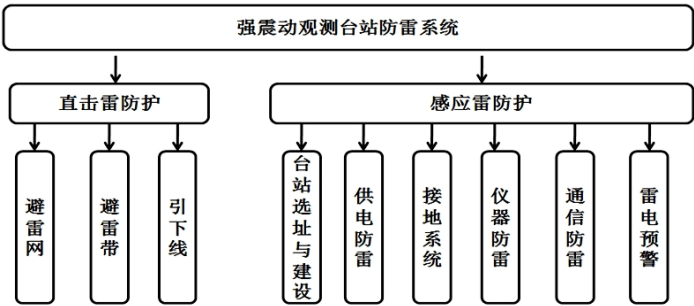 强震动观测台站防雷系统
直击雷防护
感应雷防护
避雷网
避雷带
引下线
台站选址与建设
供电防雷
接地系统
仪器防雷
通信防雷
雷电预警